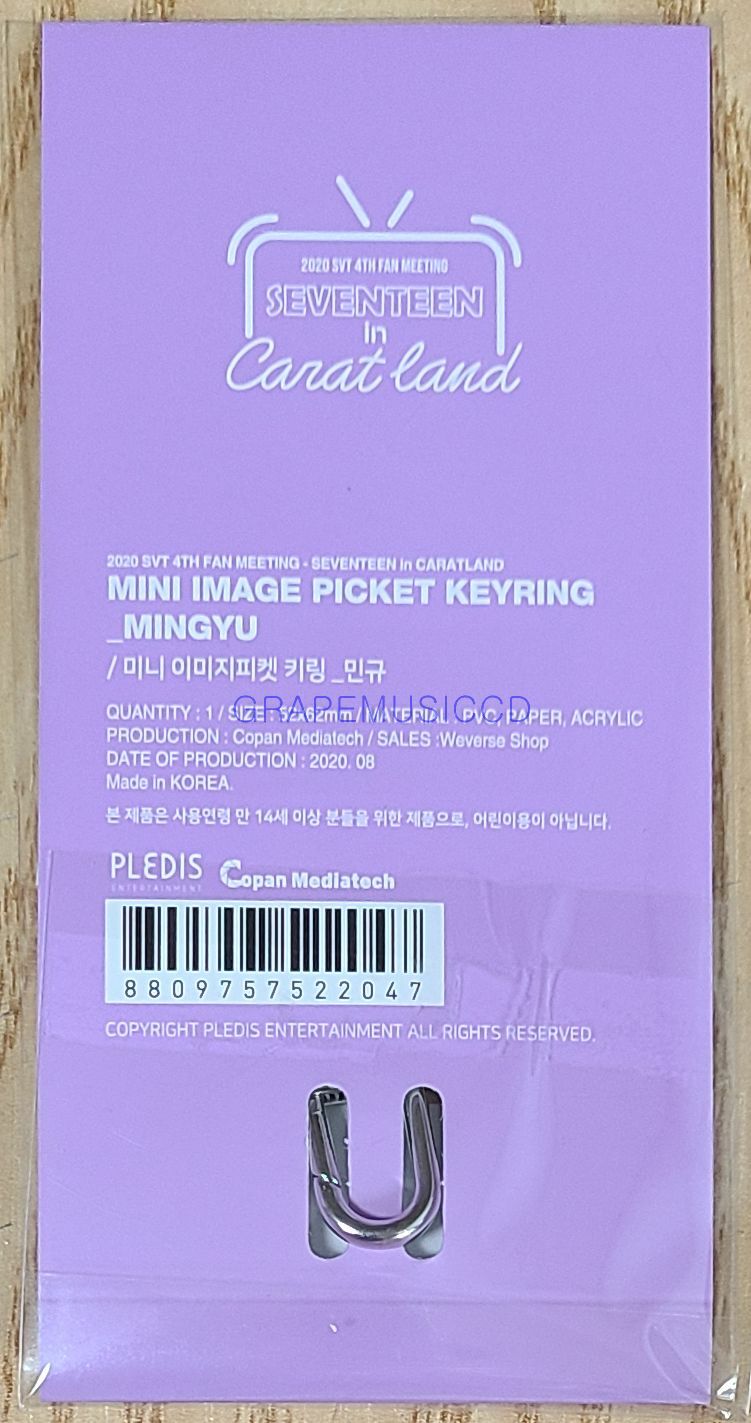 2020 SVT 4TH FAN MEETING
SEVENTEEN
In
Carat land
2020 SVT 4TH FAN MEETING - SEVENTEEN in CARATLAND
MINI IMAGE PICKET KEYRING
_MINGYU
/ 미니 이미지피켓 키링 _민규
GRAPEMUSICCD
QUANTITY : 1 / SIZE : 52x62mm / MATERIAL : PVC, PAPER, ACRYLIC
PRODUCTION : Copan Mediatech / SALES :Weverse Shop
DATE OF PRODUCTION : 2020. 08
Made in KOREA.
본 제품은 사용연령 만 14세 이상 분들을 위한 제품으로, 어린이용이 아닙니다.
PLEDIS
ENTERTAINMENT
Copan Mediatech
8809757522047
COPYRIGHT PLEDIS ENTERTAINMENT ALL RIGHTS RESERVED.